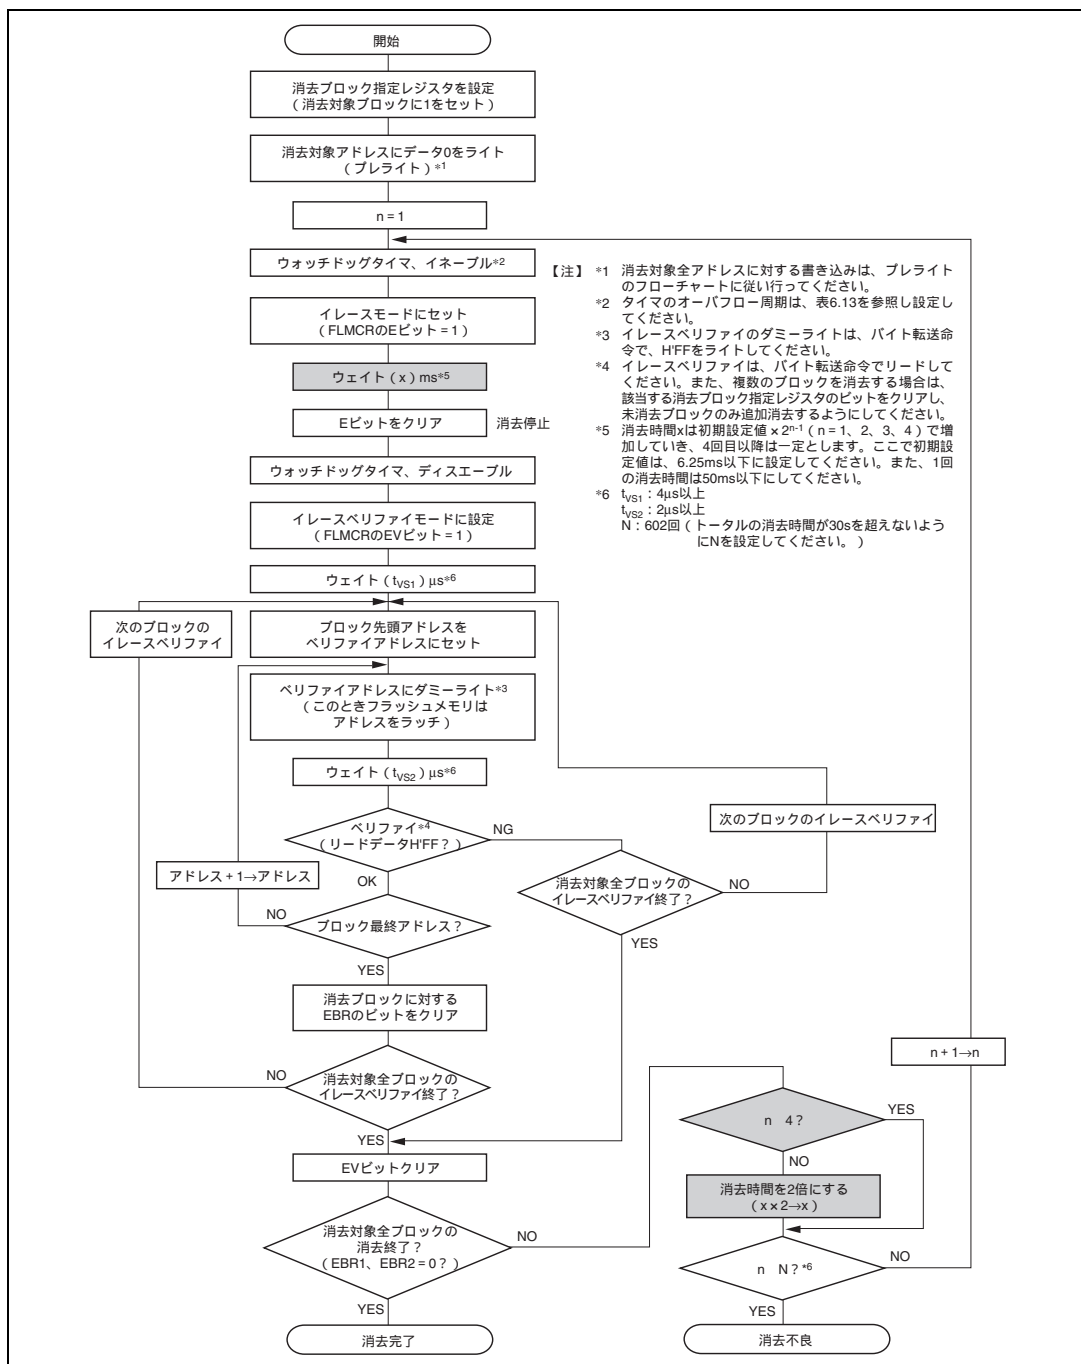 開始
消去ブロック指定レジスタを設定
(消去対象ブロックに1をセット)
消去対象アドレスにデータ0をライト
(プレライト)*1
n = 1
ウォッチドッグタイマ、イネーブル*2
イレースモードにセット
(FLMCRのEビット = 1)
ウェイト(x)ms*5
Eビットをクリア
消去停止
ウォッチドッグタイマ、ディスエーブル
イレースベリファイモードに設定
(FLMCRのEVビット = 1)
ウェイト(tVS1)μs*6
次のブロックの
イレースベリファイ
ブロック先頭アドレスを
ベリファイアドレスにセット
ベリファイアドレスにダミーライト*3
(このときフラッシュメモリは
アドレスをラッチ)
ウェイト(tVS2)μs*6
ベリファイ*4
(リードデータH'FF?)
NG
OK
アドレス + 1→アドレス
NO
ブロック最終アドレス?
YES
消去ブロックに対する
EBRのビットをクリア
NO
消去対象全ブロックの
イレースベリファイ終了?
YES
EVビットクリア
消去対象全ブロックの
消去終了?
(EBR1、EBR2 = 0?)
NO
YES
消去完了
次のブロックのイレースベリファイ
消去対象全ブロックの
イレースベリファイ終了?
NO
YES
n + 1→n
n 4?
YES
NO
消去時間を2倍にする
(x × 2→x)
n N?*6
NO
YES
消去不良
【注】 *1 消去対象全アドレスに対する書き込みは、プレライト
のフローチャートに従い行ってください。
*2 タイマのオーバフロー周期は、表6.13を参照し設定し
てください。
*3 イレースベリファイのダミーライトは、バイト転送命
令で、H'FFをライトしてください。
*4 イレースベリファイは、バイト転送命令でリードして
ください。また、複数のブロックを消去する場合は、
該当する消去ブロック指定レジスタのビットをクリアし、
未消去ブロックのみ追加消去するようにしてください。
*5 消去時間xは初期設定値 × 2n-1(n = 1、2、3、4)で増
加していき、4回目以降は一定とします。ここで初期設
定値は、6.25ms以下に設定してください。また、1回
の消去時間は50ms以下にしてください。
*6 tVS1:4μs以上
tVS2:2μs以上
N:602回(トータルの消去時間が30sを超えないよう
にNを設定してください。)